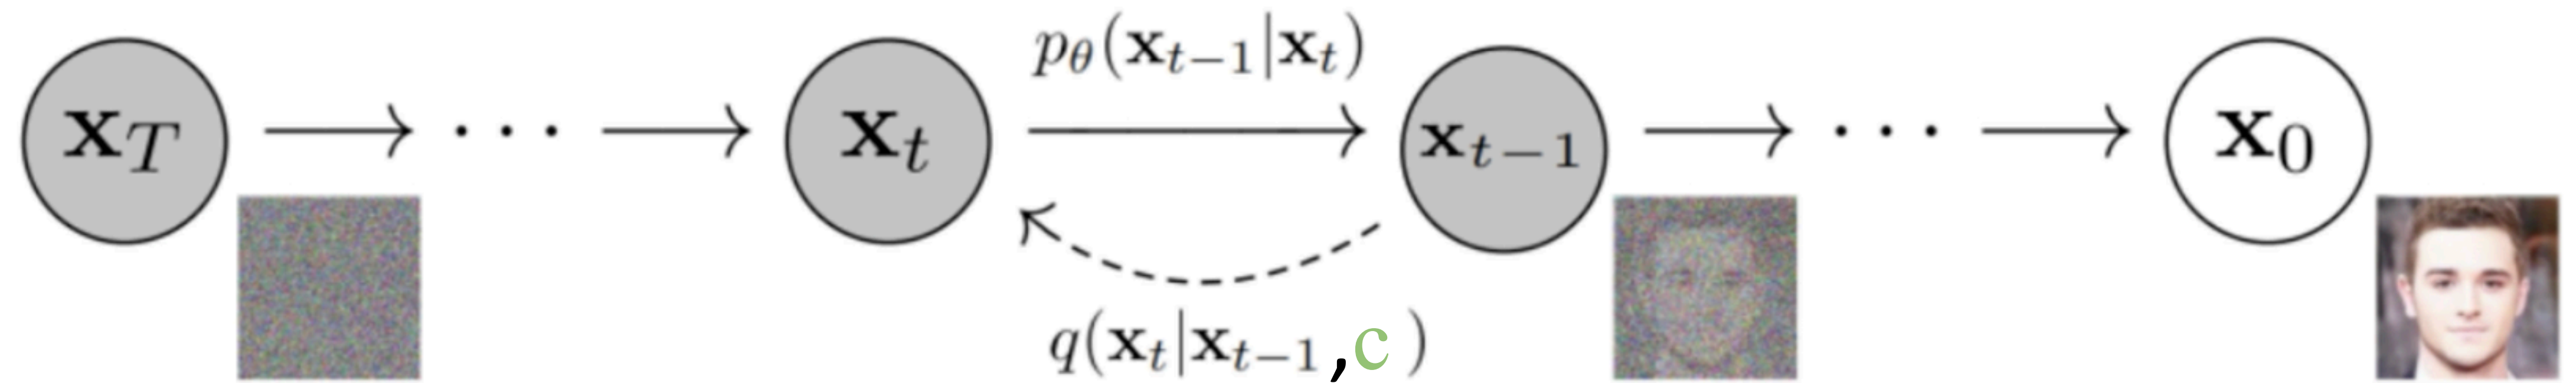 p_θ(x_{t−1}|x_t)
x_T → ··· → x_t → x_{t−1} → ··· → x_0
q(x_t|x_{t−1},c)